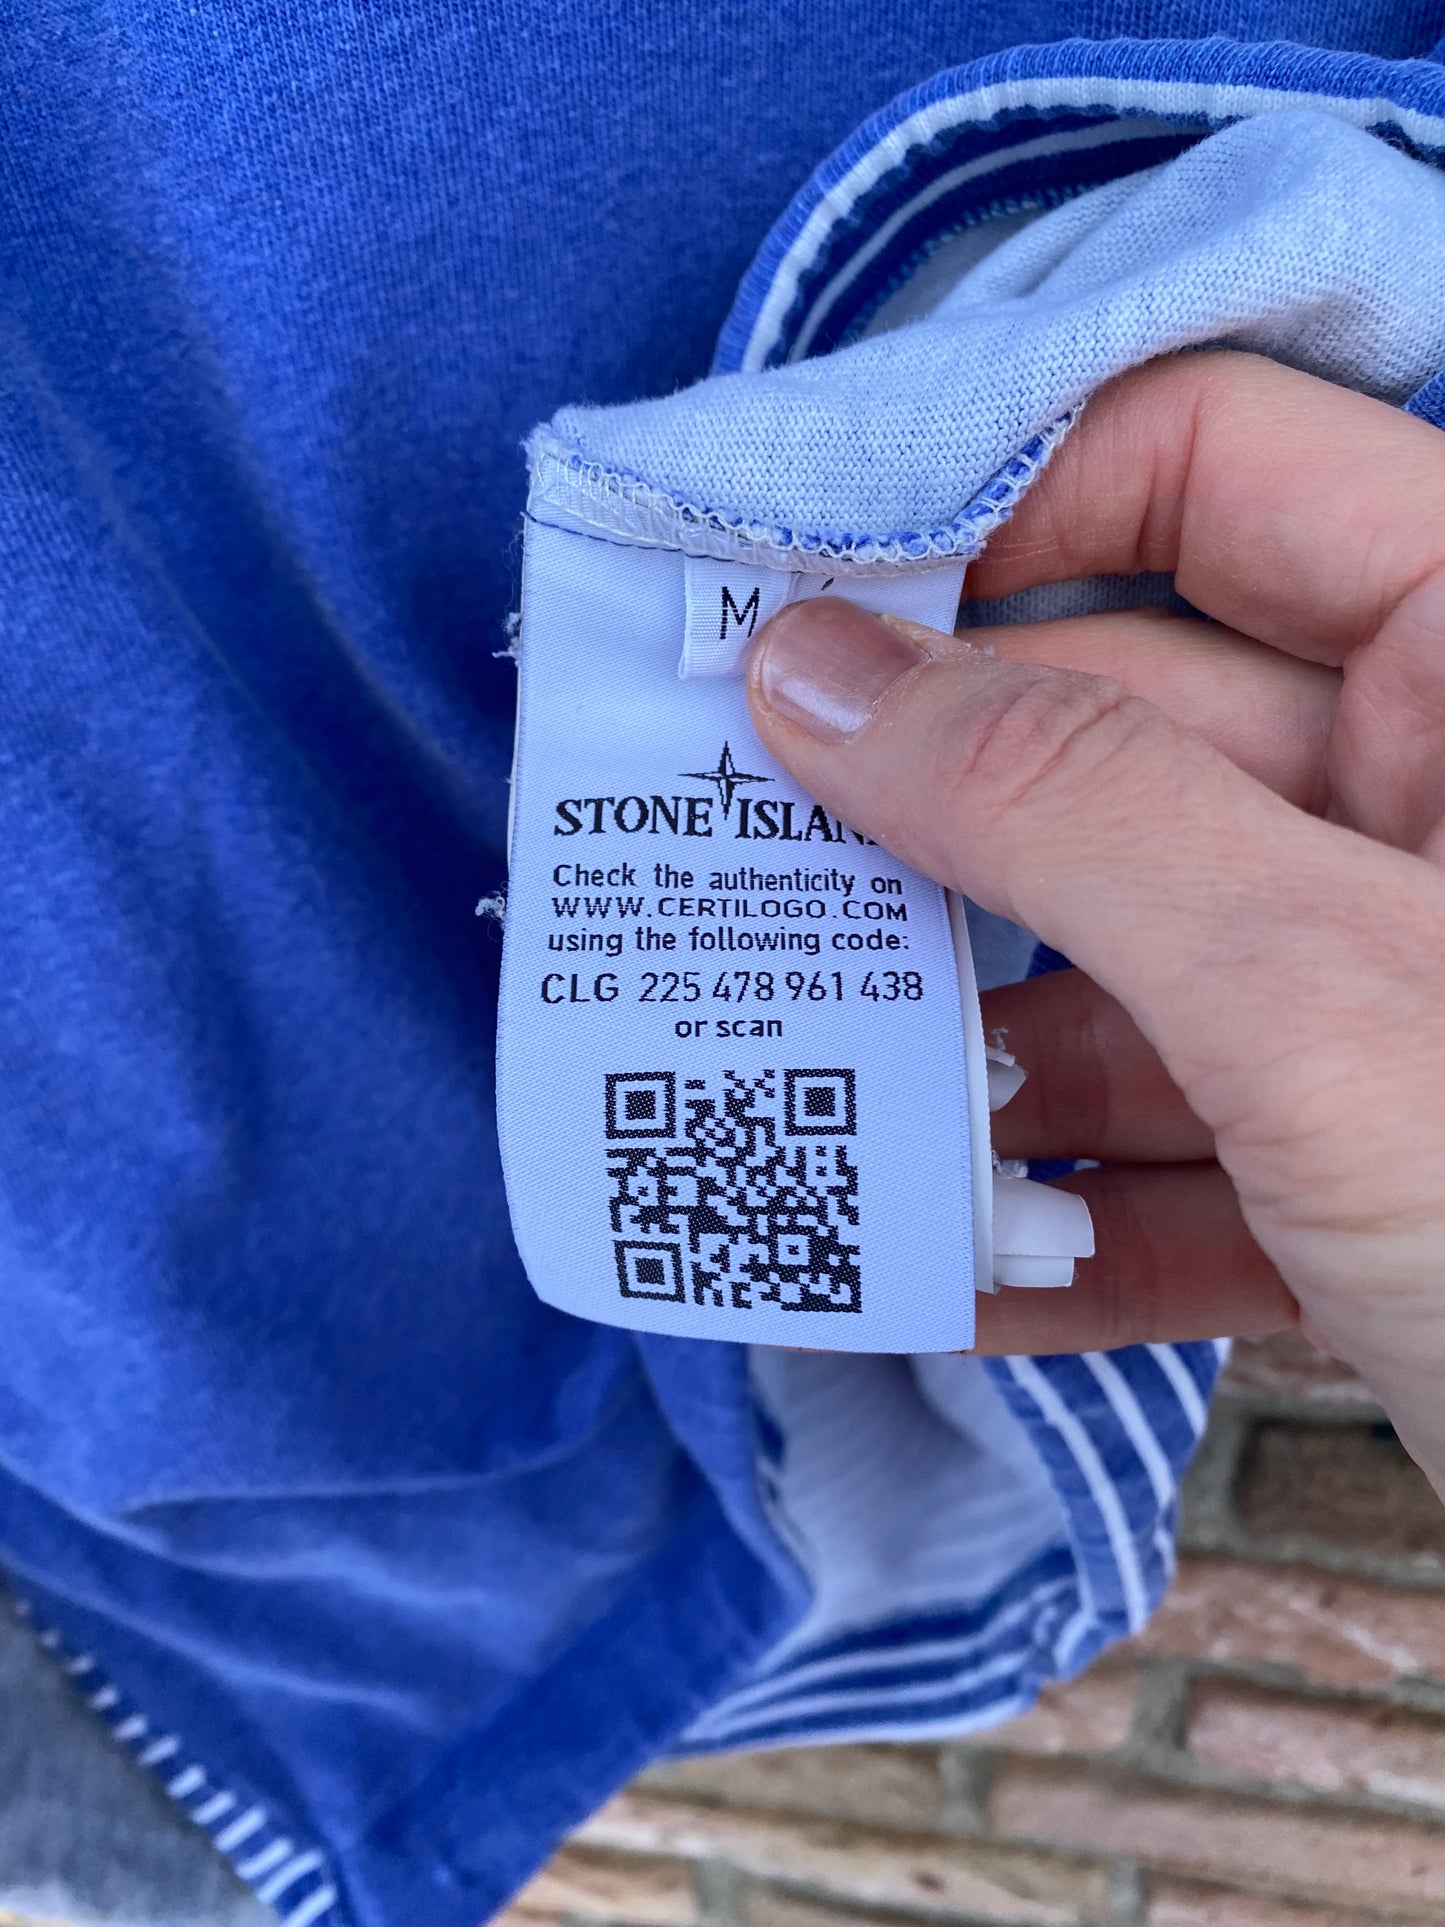 M
STONE ISLAN
Check the authenticity on
WWW.CERTILOGO.COM
using the following code:
CLG 225 478 961 438
or scan